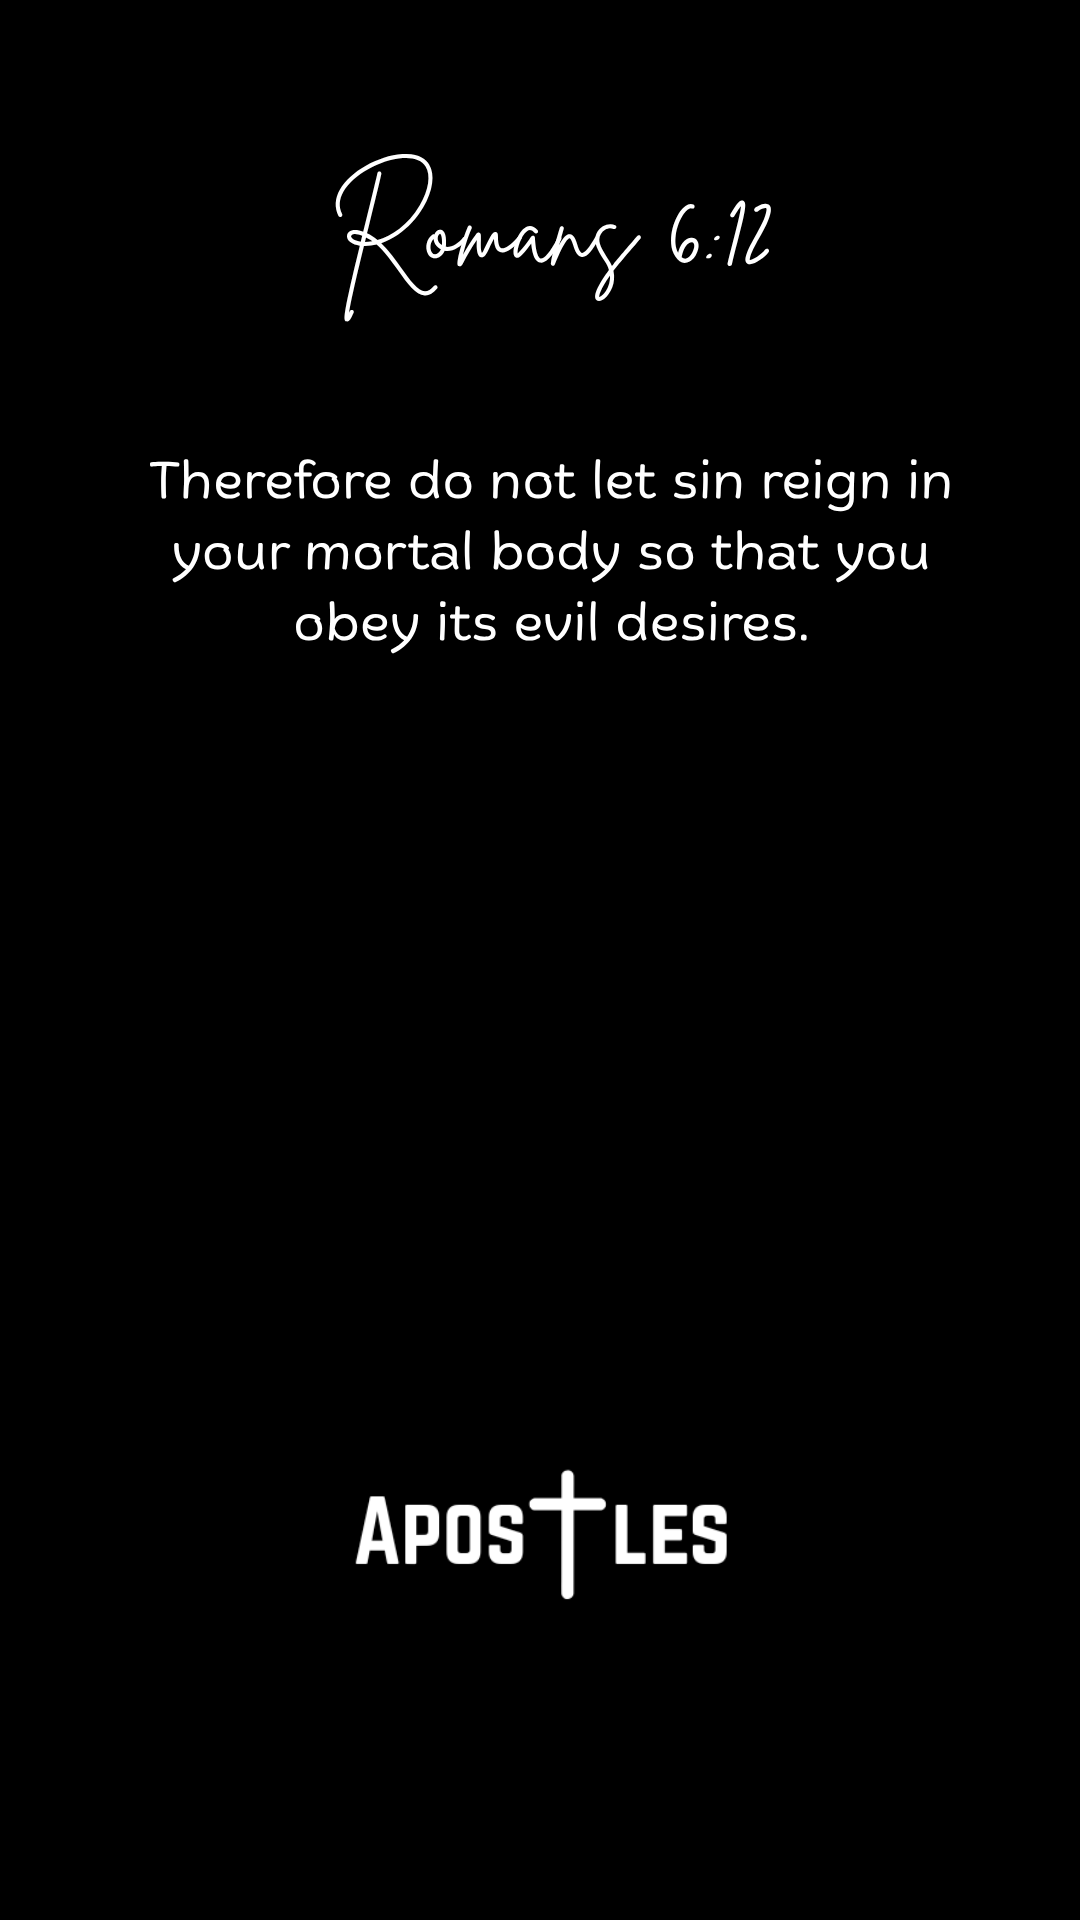 Romans 6:12
Therefore do not let sin reign in
your mortal body so that you
obey its evil desires.
Apostles